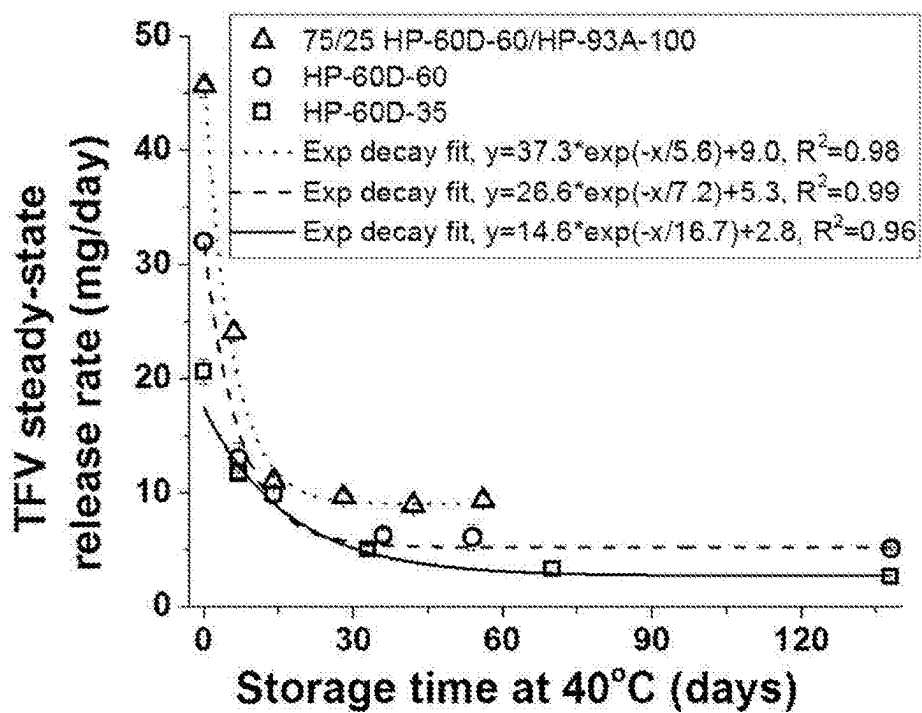 50
40
30
20
10
0
TFV steady-state
release rate (mg/day)
75/25 HP-60D-60/HP-93A-100
HP-60D-60
HP-60D-35
Exp decay fit, y=37.3*exp(-x/5.6)+9.0, R²=0.98
Exp decay fit, y=26.6*exp(-x/7.2)+5.3, R²=0.99
Exp decay fit, y=14.6*exp(-x/16.7)+2.8, R²=0.96
0 30 60 90 120
Storage time at 40°C (days)